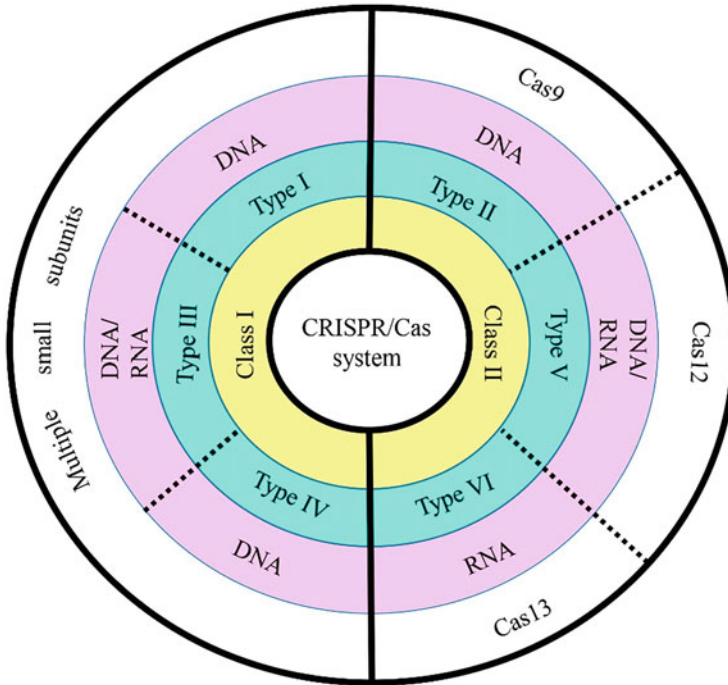 CRISPR/Cas
system
Class I
Class II
Type I
Type II
Type III
Type V
Type IV
Type VI
DNA
DNA
DNA/
RNA
DNA/
RNA
DNA
RNA
Multiple small subunits
Cas9
Cas12
Cas13